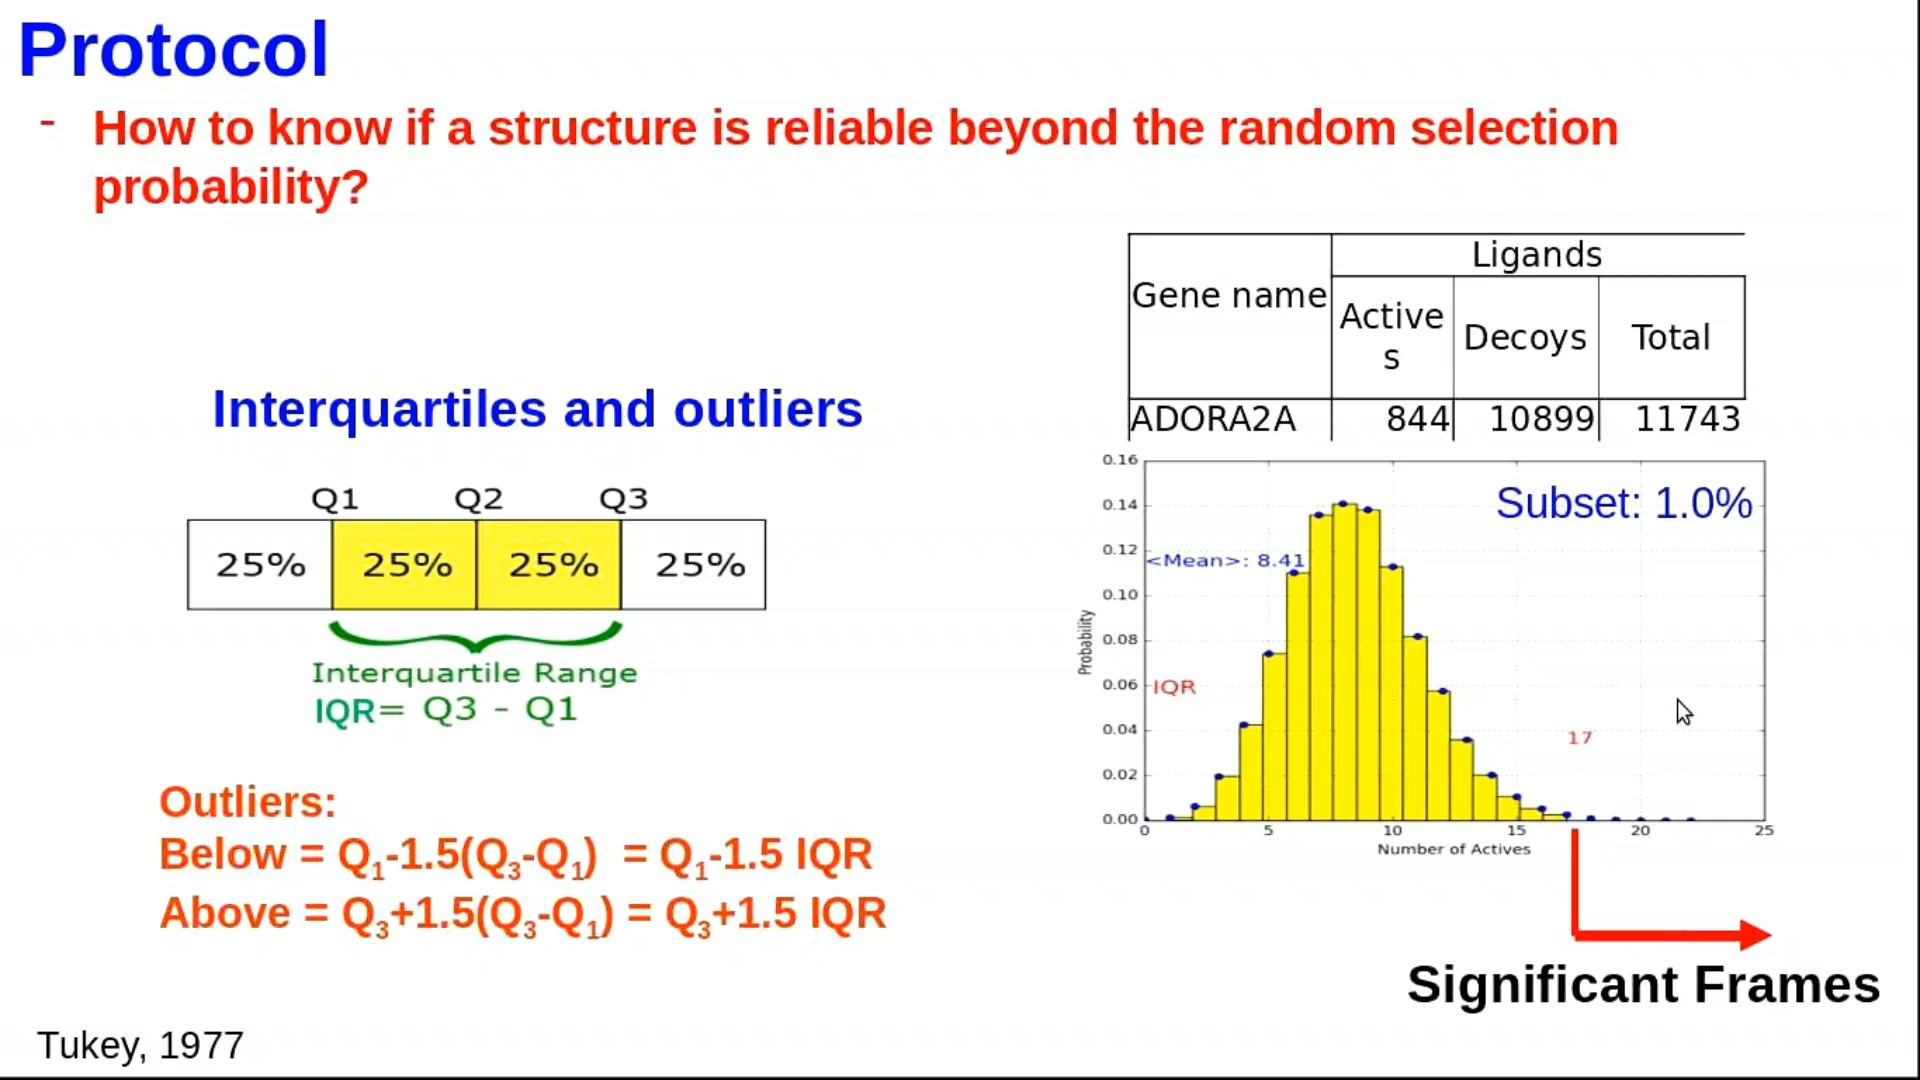 Protocol
- How to know if a structure is reliable beyond the random selection
probability?
Interquartiles and outliers
Q1 Q2 Q3
25% 25% 25% 25%
Interquartile Range
IQR= Q3 - Q1
Outliers:
Below = Q1-1.5(Q3-Q1) = Q1-1.5 IQR
Above = Q3+1.5(Q3-Q1) = Q3+1.5 IQR
Tukey, 1977
Ligands
Gene name
Active
s
Decoys
Total
ADORA2A 844 10899 11743
Subset: 1.0%
<Mean>: 8.41
IQR
17
Probability
0.16
0.14
0.12
0.10
0.08
0.06
0.04
0.02
0.00
0 5 10 15 20 25
Number of Actives
Significant Frames